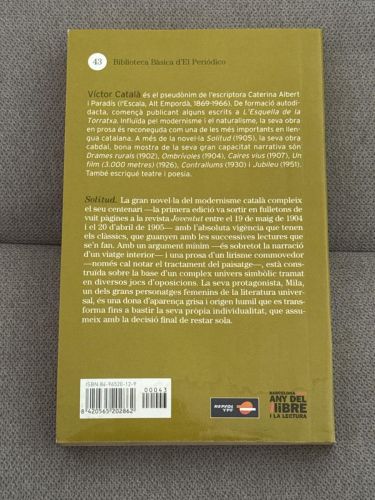 43
Biblioteca Bàsica d'El Periódico
Víctor Català és el pseudònim de l'escriptora Caterina Albert
i Paradís (l'Escala, Alt Empordà, 1869-1966). De formació autodi-
dacta, començà publicant alguns escrits a L'Esquella de la
Torratxa. Influïda pel modernisme i el naturalisme, la seva obra
en prosa és reconeguda com una de les més importants en llen-
gua catalana. A més de la novel·la Solitud (1905), la seva obra
cabdal, bona mostra de la seva gran capacitat narrativa són
Drames rurals (1902), Ombrívoles (1904), Caires vius (1907), Un
film (3.000 metres) (1926), Contrallums (1930) i Jubileu (1951).
També escrigué teatre i poesia.
Solitud. La gran novel·la del modernisme català compleix
el seu centenari —la primera edició va sortir en fulletons de
vuit pàgines a la revista Joventut entre el 19 de maig de 1904
i el 20 d'abril de 1905— amb l'absoluta vigència que tenen
els clàssics, que guanyen amb les successives lectures que
se'n fan. Amb un argument mínim —és sobretot la narració
d'un viatge interior— i una prosa d'un lirisme commovedor
—només cal notar el tractament del paisatge—, està cons-
truïda sobre la base d'un complex univers simbòlic tramat
en diversos jocs d'oposicions. La seva protagonista, Mila,
un dels grans personatges femenins de la literatura univer-
sal, és una dona d'aparença grisa i origen humil que es trans-
forma fins a bastir la seva pròpia individualitat, que assu-
meix amb la decisió final de restar sola.
ISBN 84-96520-12-9
00043
8 420565 202862
REPSOL
YPF
BARCELONA
ANY DEL
llIBRE
I LA LECTURA